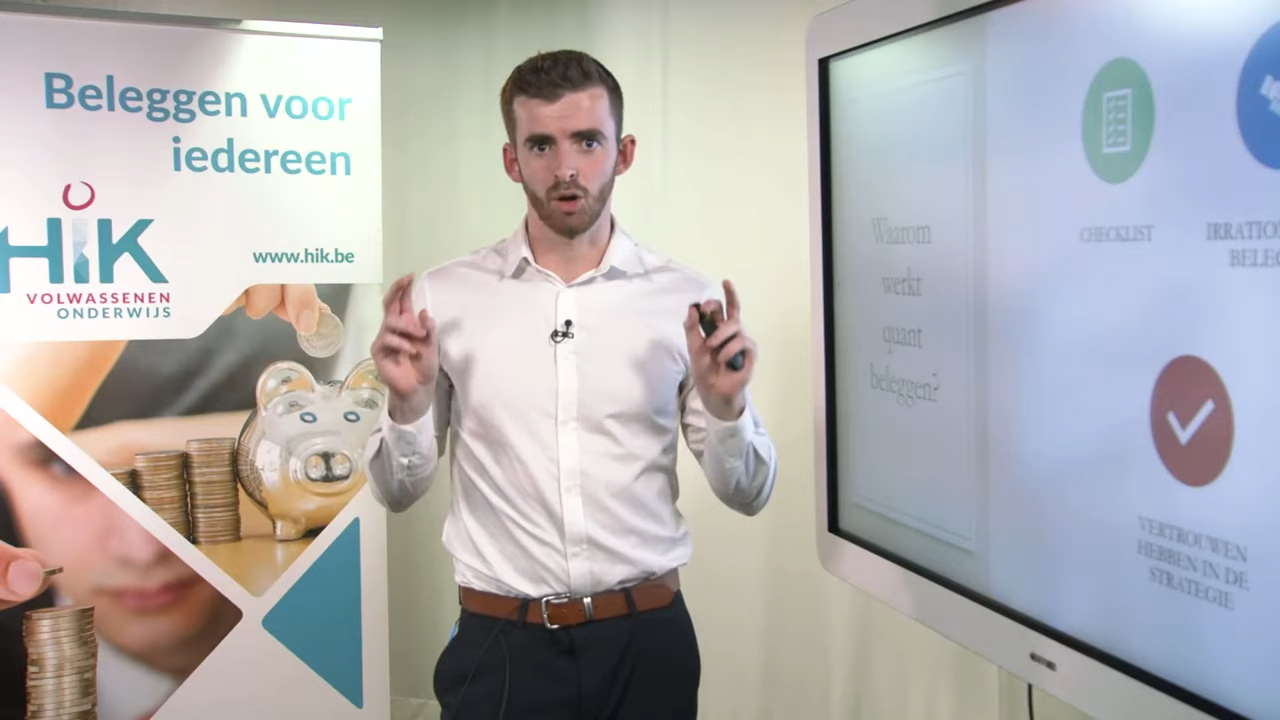 Beleggen voor
iedereen
HiK
VOLWASSENEN
ONDERWIJS
www.hik.be
Waarom
werkt
quant
beleggen?
CHECKLIST
VERTROUWEN
HEBBEN IN DE
STRATEGIE